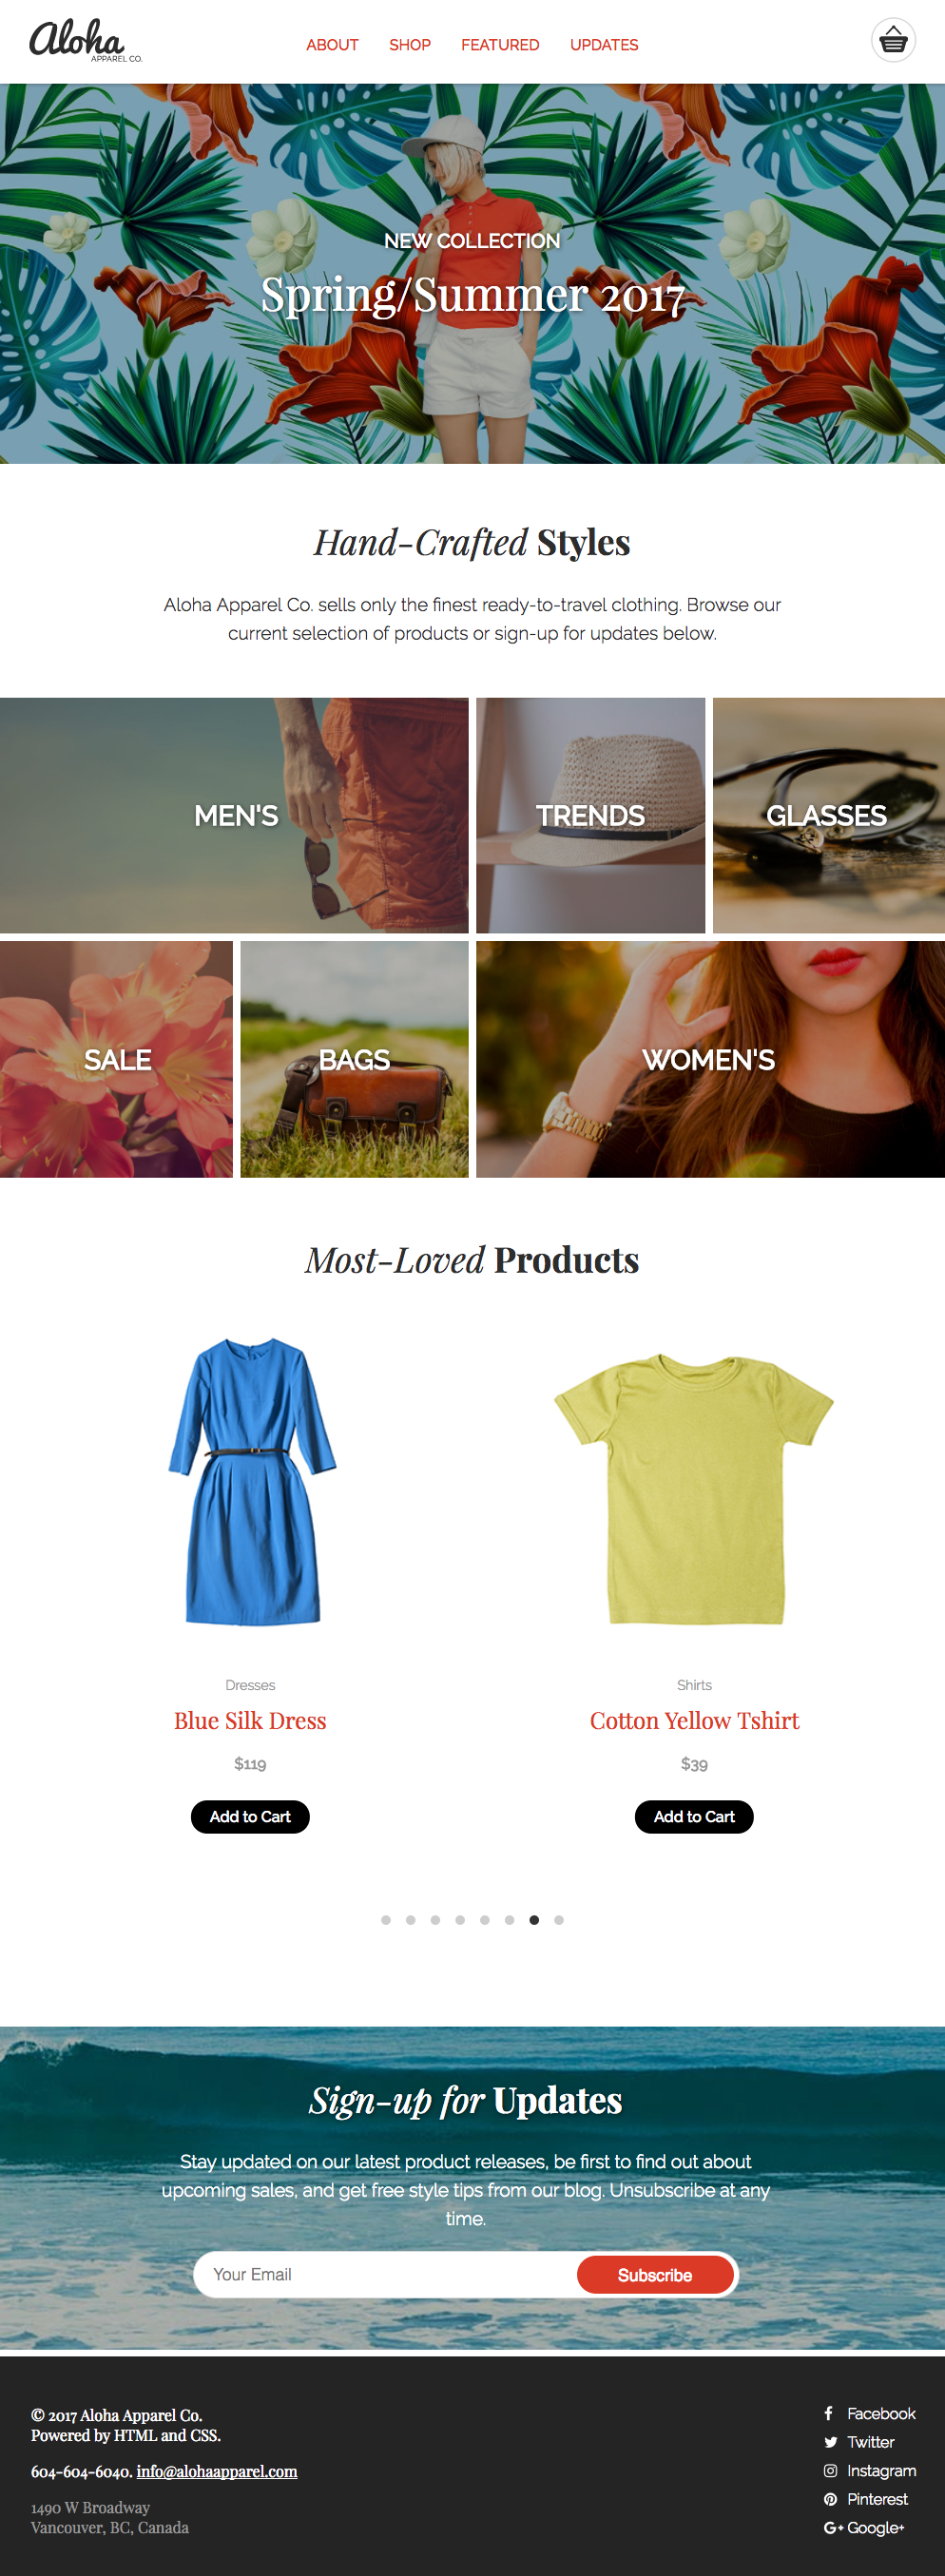 Aloha
APPAREL CO.
ABOUT SHOP FEATURED UPDATES
NEW COLLECTION
Spring/Summer 2017
Hand-Crafted Styles
Aloha Apparel Co. sells only the finest ready-to-travel clothing. Browse our
current selection of products or sign-up for updates below.
MEN'S
TRENDS
GLASSES
SALE
BAGS
WOMEN'S
Most-Loved Products
Dresses
Blue Silk Dress
$119
Add to Cart
Shirts
Cotton Yellow Tshirt
$39
Add to Cart
Sign-up for Updates
Stay updated on our latest product releases, be first to find out about
upcoming sales, and get free style tips from our blog. Unsubscribe at any
time.
Your Email
Subscribe
© 2017 Aloha Apparel Co.
Powered by HTML and CSS.
604-604-6040. info@alohaapparel.com
1490 W Broadway
Vancouver, BC, Canada
Facebook
Twitter
Instagram
Pinterest
Google+